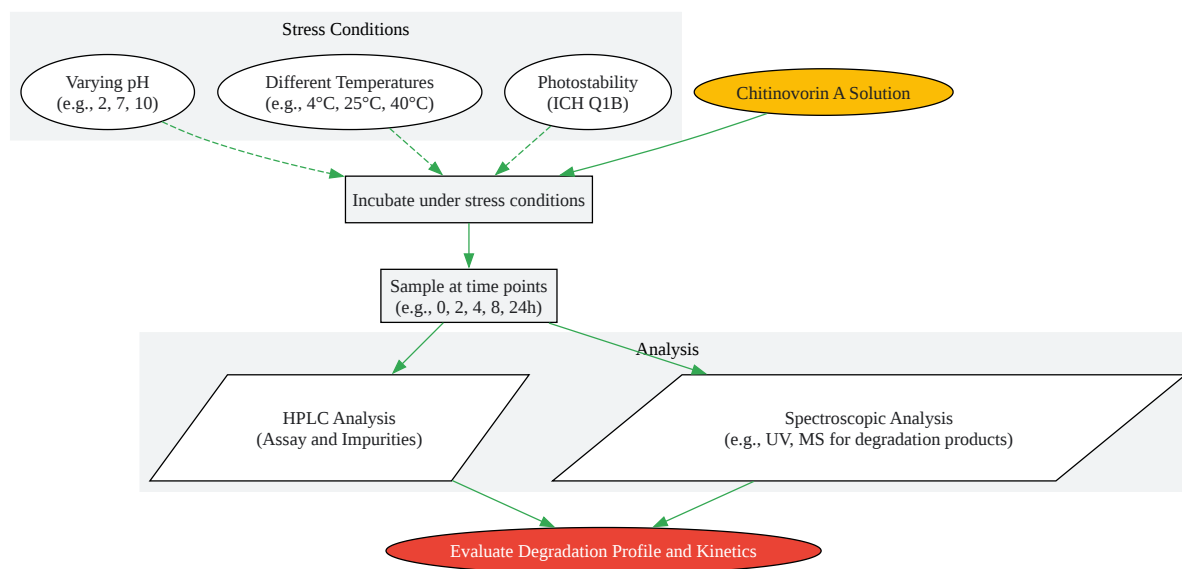 Stress Conditions
Varying pH
(e.g., 2, 7, 10)
Different Temperatures
(e.g., 4°C, 25°C, 40°C)
Photostability
(ICH Q1B)
Chitinovorin A Solution
Incubate under stress conditions
Sample at time points
(e.g., 0, 2, 4, 8, 24h)
Analysis
HPLC Analysis
(Assay and Impurities)
Spectroscopic Analysis
(e.g., UV, MS for degradation products)
Evaluate Degradation Profile and Kinetics